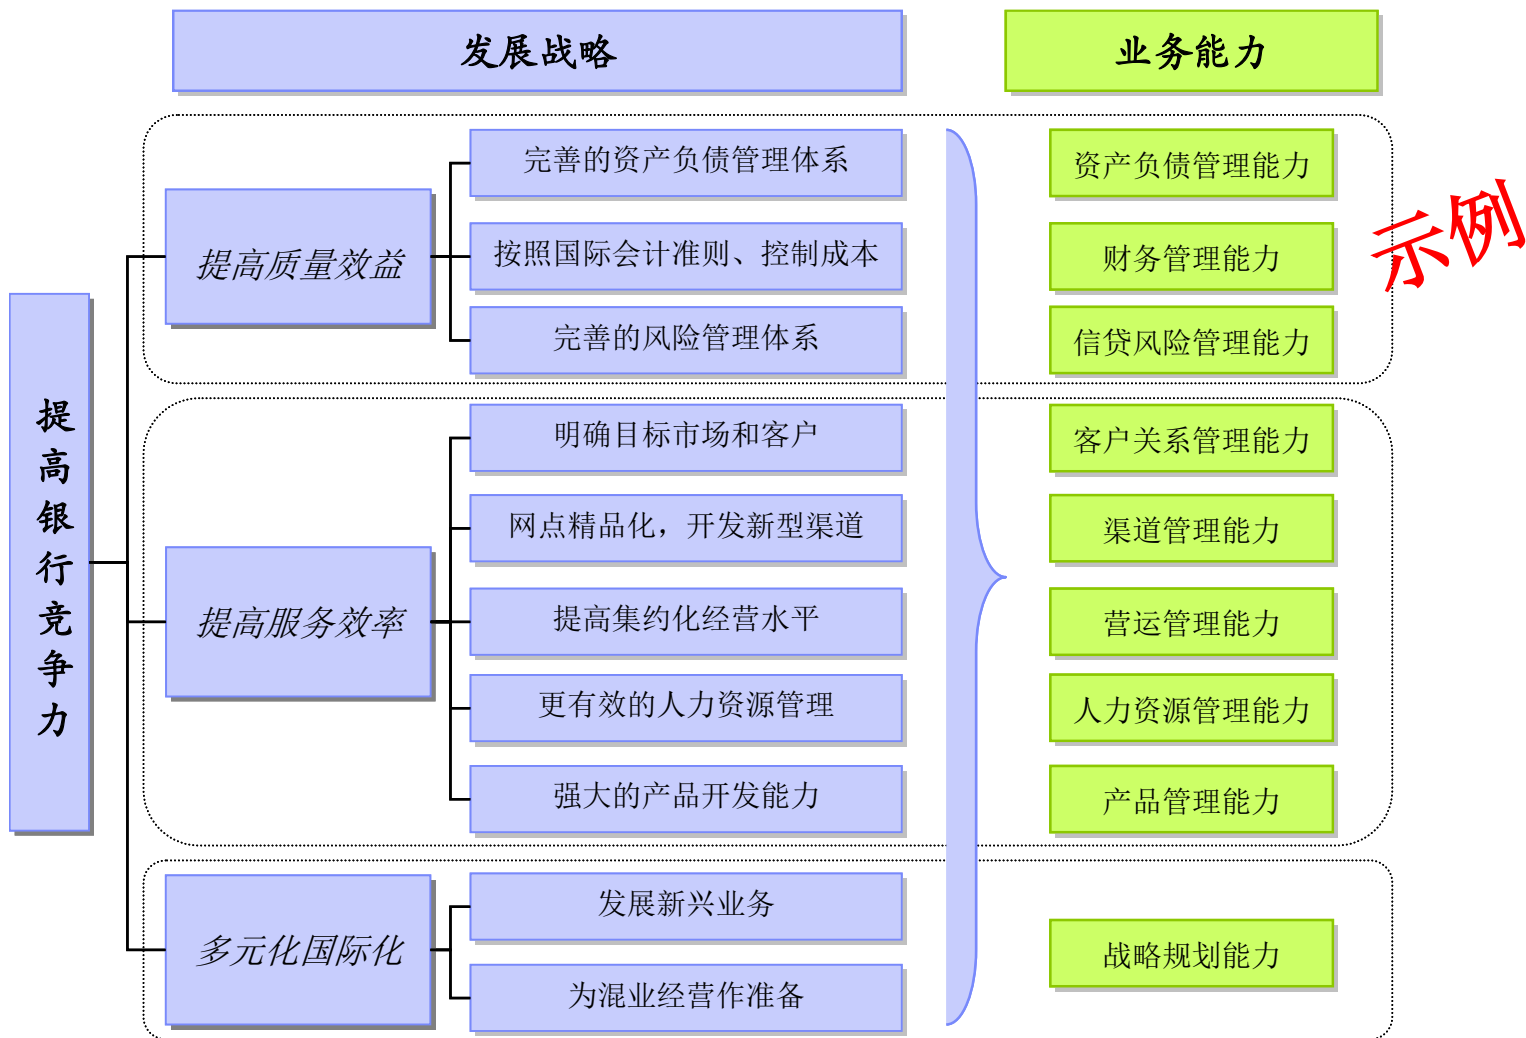 发展战略
业务能力
提高银行竞争力
提高质量效益
完善的资产负债管理体系
资产负债管理能力
按照国际会计准则、控制成本
财务管理能力
完善的风险管理体系
信贷风险管理能力
示例
提高服务效率
明确目标市场和客户
客户关系管理能力
网点精品化，开发新型渠道
渠道管理能力
提高集约化经营水平
营运管理能力
更有效的人力资源管理
人力资源管理能力
强大的产品开发能力
产品管理能力
多元化国际化
发展新兴业务
为混业经营作准备
战略规划能力